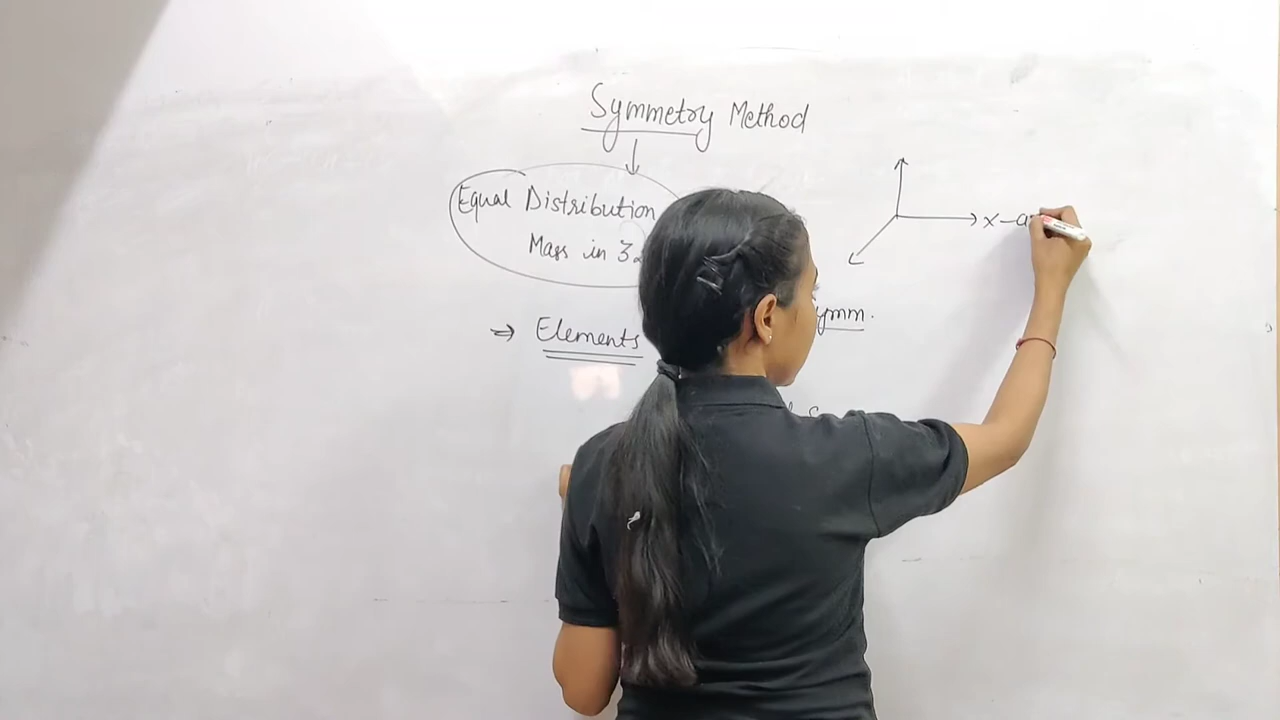 Symmetry Method
Equal Distribution
Mass in 3
x-a
⇒ Elements
ymm.